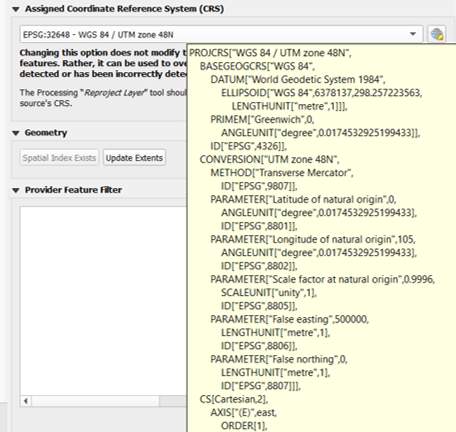 Assigned Coordinate Reference System (CRS)
EPSG:32648 - WGS 84 / UTM zone 48N
Changing this option does not modify t
features. Rather, it can be used to ove
detected or has been incorrectly dete
The Processing "Reproject Layer" tool shou
source's CRS.
Geometry
Spatial Index Exists
Update Extents
Provider Feature Filter
PROJCRS["WGS 84 / UTM zone 48N",
BASEGEOGCRS["WGS 84",
DATUM["World Geodetic System 1984",
ELLIPSOID["WGS 84",6378137,298.257223563,
LENGTHUNIT["metre",1]]],
PRIMEM["Greenwich",0,
ANGLEUNIT["degree",0.0174532925199433]],
ID["EPSG",4326]],
CONVERSION["UTM zone 48N",
METHOD["Transverse Mercator",
ID["EPSG",9807]],
PARAMETER["Latitude of natural origin",0,
ANGLEUNIT["degree",0.0174532925199433],
ID["EPSG",8801]],
PARAMETER["Longitude of natural origin",105,
ANGLEUNIT["degree",0.0174532925199433],
ID["EPSG",8802]],
PARAMETER["Scale factor at natural origin",0.9996,
SCALEUNIT["unity",1],
ID["EPSG",8805]],
PARAMETER["False easting",500000,
LENGTHUNIT["metre",1],
ID["EPSG",8806]],
PARAMETER["False northing",0,
LENGTHUNIT["metre",1],
ID["EPSG",8807]]],
CS[Cartesian,2],
AXIS["(E)",east,
ORDER[1],